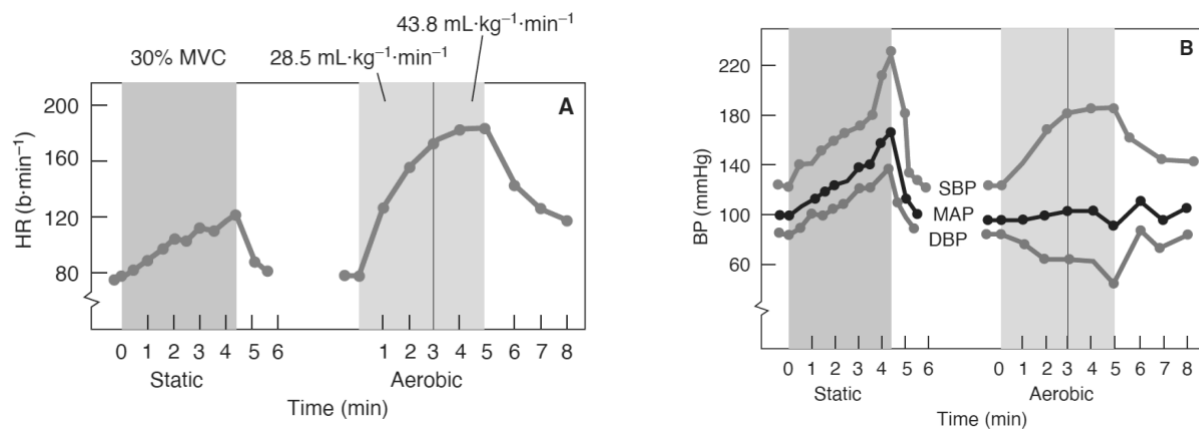 43.8 mL·kg⁻¹·min⁻¹
30% MVC
28.5 mL·kg⁻¹·min⁻¹
A
HR (b·min⁻¹)
200
160
120
80
0 1 2 3 4 5 6 1 2 3 4 5 6 7 8
Static Aerobic
Time (min)
B
BP (mmHg)
220
180
140
100
60
SBP
MAP
DBP
0 1 2 3 4 5 6 0 1 2 3 4 5 6 7 8
Static Aerobic
Time (min)